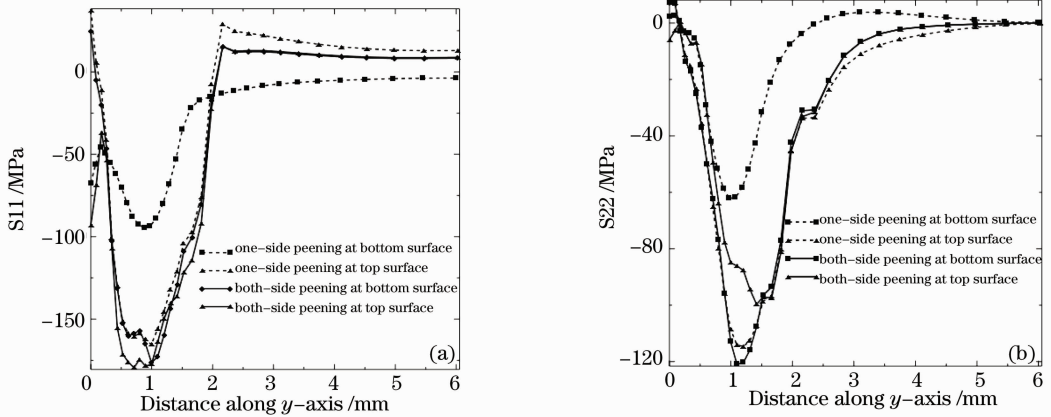 0
−50
−100
−150
S11 /MPa
one−side peening at bottom surface
one−side peening at top surface
both−side peening at bottom surface
both−side peening at top surface
(a)
0 1 2 3 4 5 6
Distance along y−axis /mm
0
−40
−80
−120
S22 /MPa
one−side peening at bottom surface
one−side peening at top surface
both−side peening at bottom surface
both−side peening at top surface
(b)
0 1 2 3 4 5 6
Distance along y−axis /mm